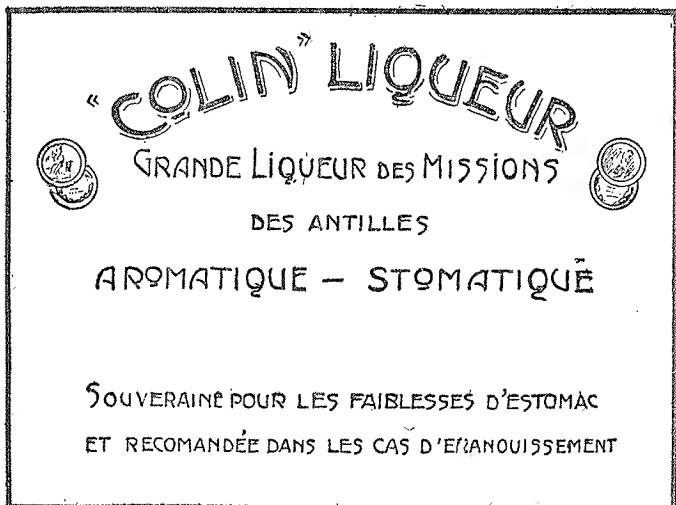 « COLIN » LIQUEUR
GRANDE LIQUEUR DES MISSIONS
DES ANTILLES
AROMATIQUE – STOMATIQUE
SOUVERAINE POUR LES FAIBLESSES D'ESTOMAC
ET RECOMANDÉE DANS LES CAS D'EVANOUISSEMENT